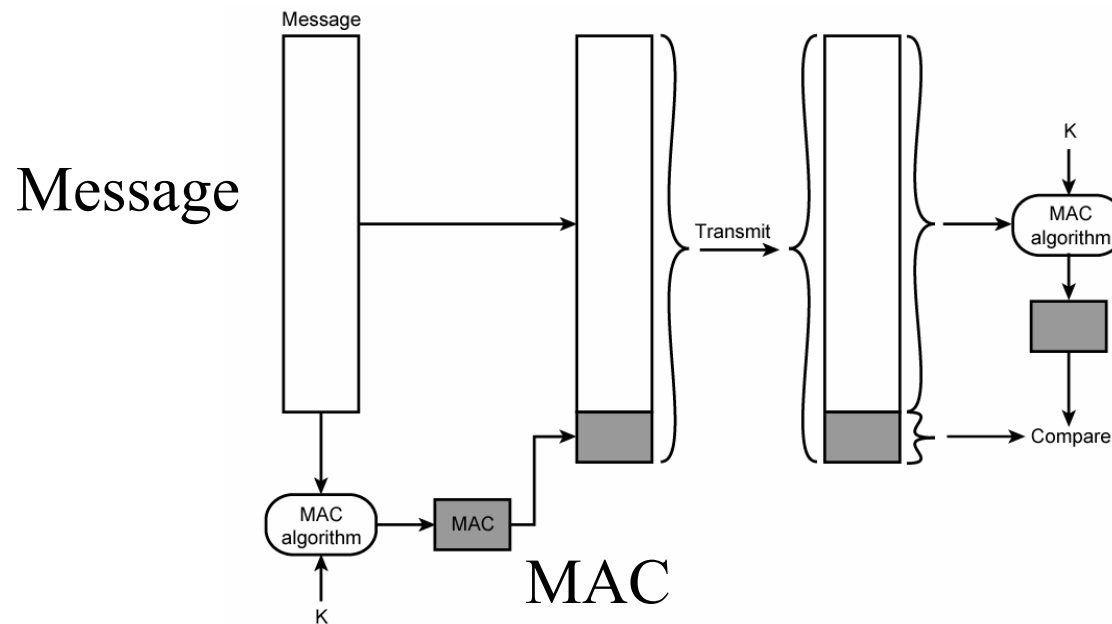 Message
K
Message
MAC
algorithm
Transmit
Compare
MAC
algorithm
MAC
MAC
K